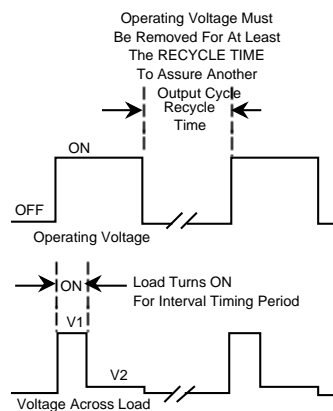 Operating Voltage Must
Be Removed For At Least
The RECYCLE TIME
To Assure Another
Output Cycle
Recycle
Time
ON
OFF
Operating Voltage
ON
Load Turns ON
For Interval Timing Period
V1
V2
Voltage Across Load